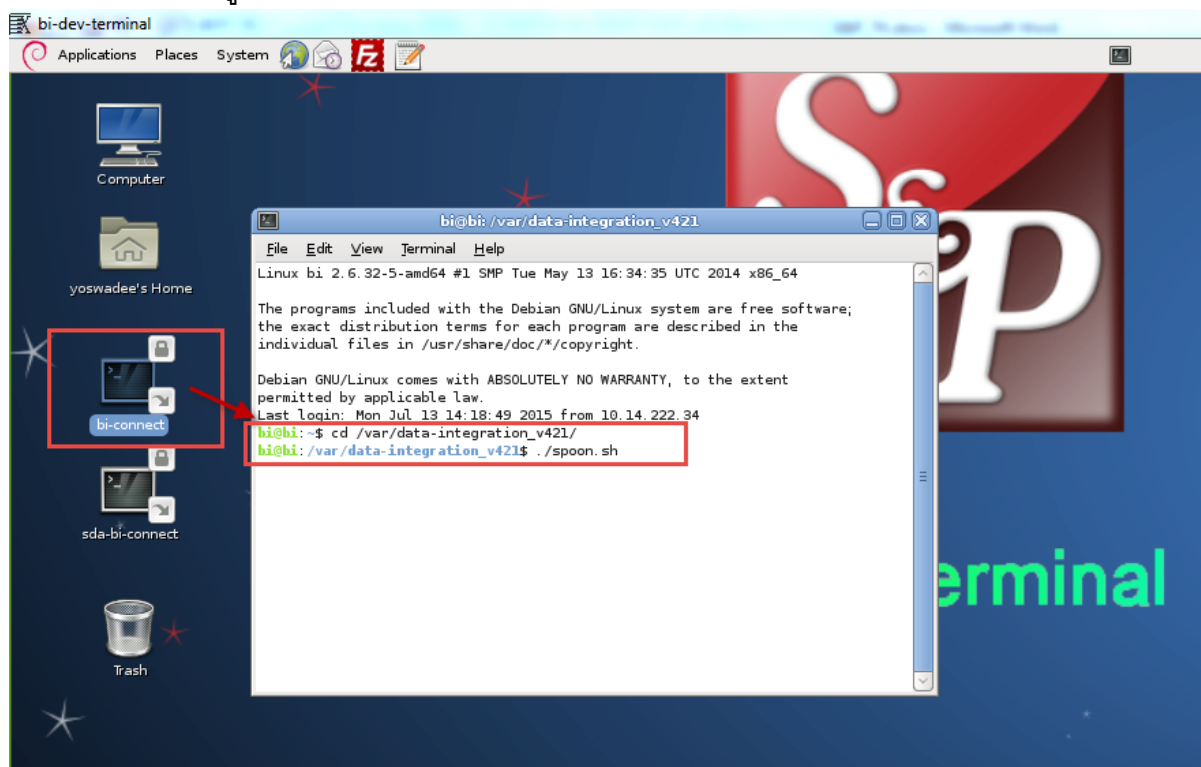 bi-dev-terminal
Applications Places System
Fz
Computer
yoswadee's Home
bi-connect
sda-bi-connect
Trash
S&P
erminal
bi@bi: /var/data-integration_v421
File Edit View Terminal Help
Linux bi 2.6.32-5-amd64 #1 SMP Tue May 13 16:34:35 UTC 2014 x86_64
The programs included with the Debian GNU/Linux system are free software;
the exact distribution terms for each program are described in the
individual files in /usr/share/doc/*/copyright.
Debian GNU/Linux comes with ABSOLUTELY NO WARRANTY, to the extent
permitted by applicable law.
Last login: Mon Jul 13 14:18:49 2015 from 10.14.222.34
bi@bi:~$ cd /var/data-integration_v421/
bi@bi:/var/data-integration_v421$ ./spoon.sh